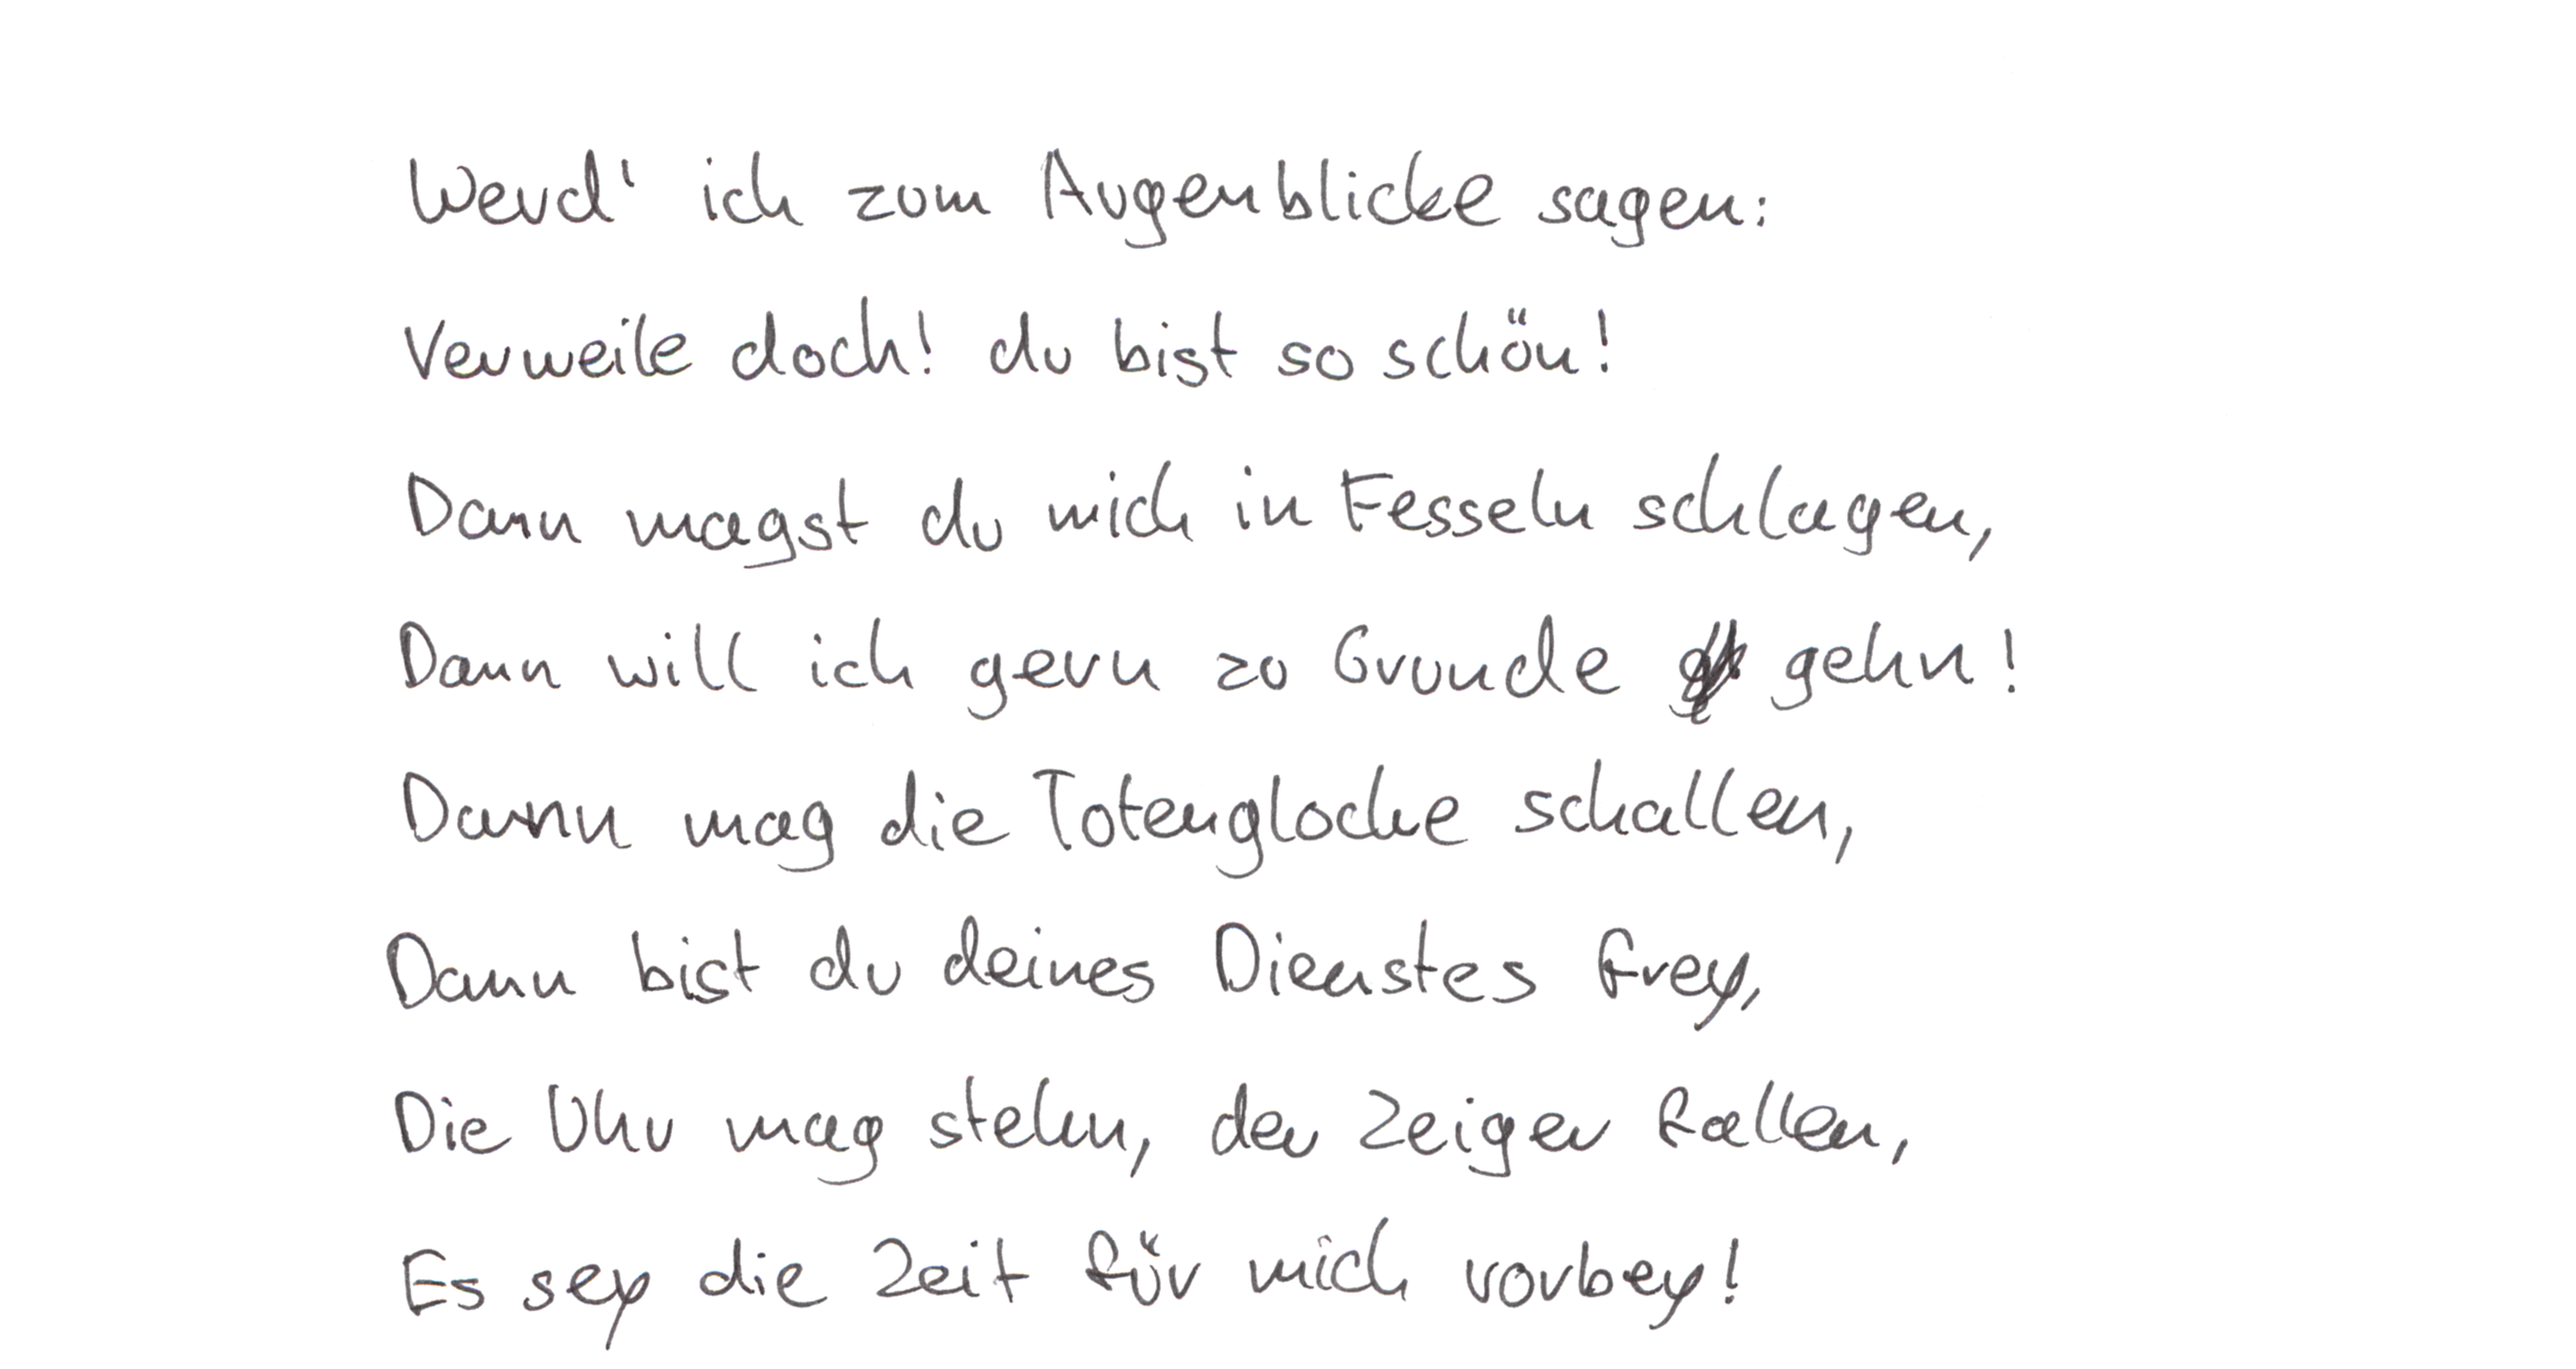 Werd' ich zum Augenblicke sagen:
Verweile doch! du bist so schön!
Dann magst du mich in Fesseln schlagen,
Dann will ich gern zu Grunde gehn!
Dann mag die Totenglocke schallen,
Dann bist du deines Dienstes frey,
Die Uhr mag stehn, der Zeiger fallen,
Es sey die Zeit für mich vorbey!